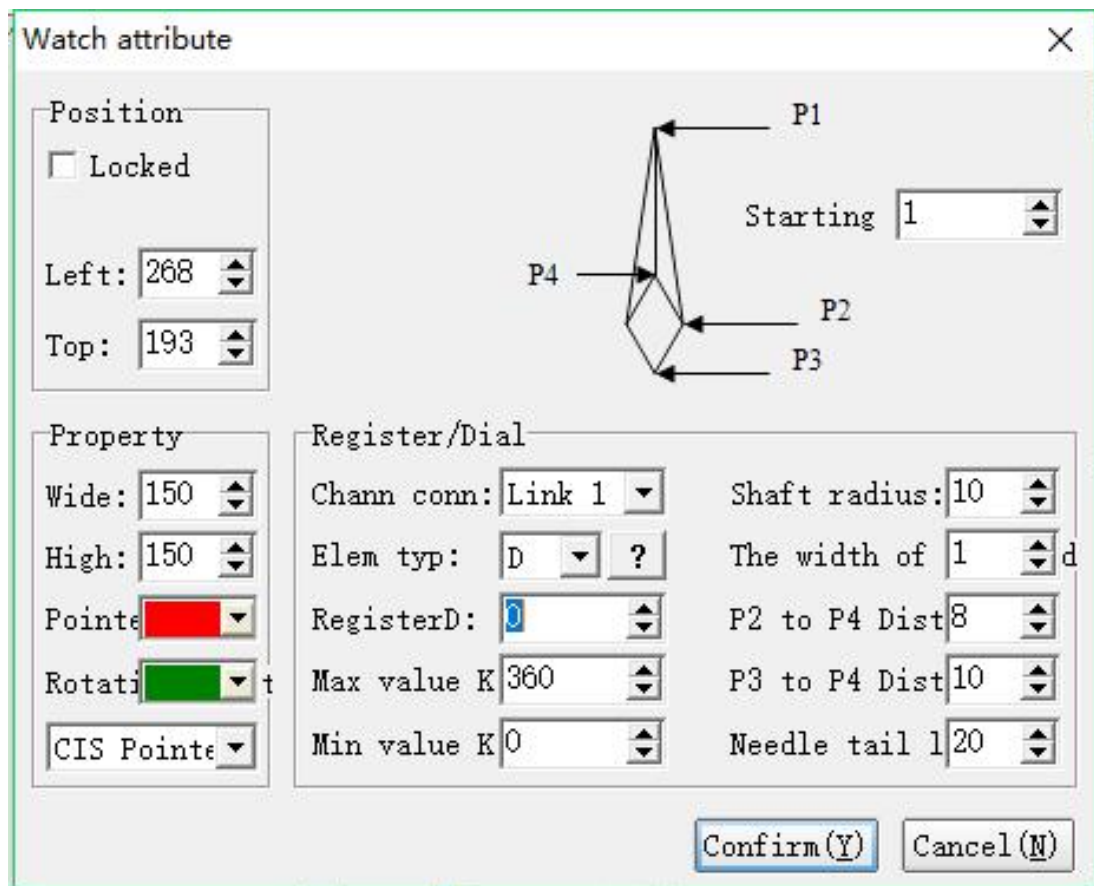 Watch attribute
Position
Locked
Left: 268
Top: 193
P1
Starting 1
P4
P2
P3
Property
Wide: 150
High: 150
Pointe
Rotati t
CIS Pointe
Register/Dial
Chann conn: Link 1
Elem typ: D ?
RegisterD: 0
Max value K 360
Min value K 0
Shaft radius: 10
The width of 1 d
P2 to P4 Dist 8
P3 to P4 Dist 10
Needle tail l 20
Confirm(Y) Cancel(N)